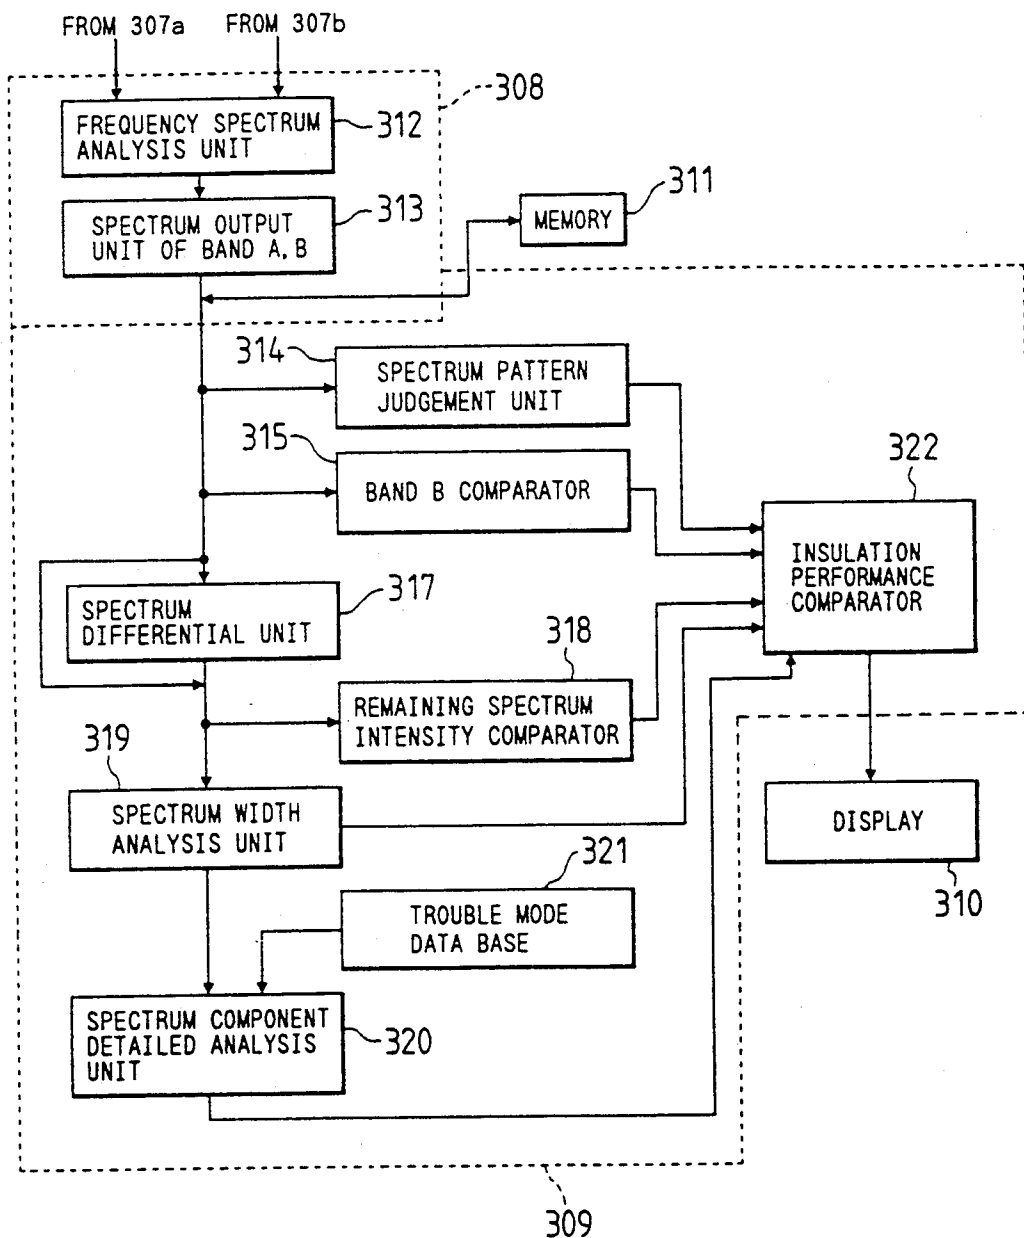 FROM 307a
FROM 307b
308
FREQUENCY SPECTRUM
ANALYSIS UNIT
312
SPECTRUM OUTPUT
UNIT OF BAND A, B
313
MEMORY
311
314
SPECTRUM PATTERN
JUDGEMENT UNIT
315
BAND B COMPARATOR
322
INSULATION
PERFORMANCE
COMPARATOR
SPECTRUM
DIFFERENTIAL UNIT
317
318
REMAINING SPECTRUM
INTENSITY COMPARATOR
319
SPECTRUM WIDTH
ANALYSIS UNIT
DISPLAY
310
321
TROUBLE MODE
DATA BASE
SPECTRUM COMPONENT
DETAILED ANALYSIS
UNIT
320
309